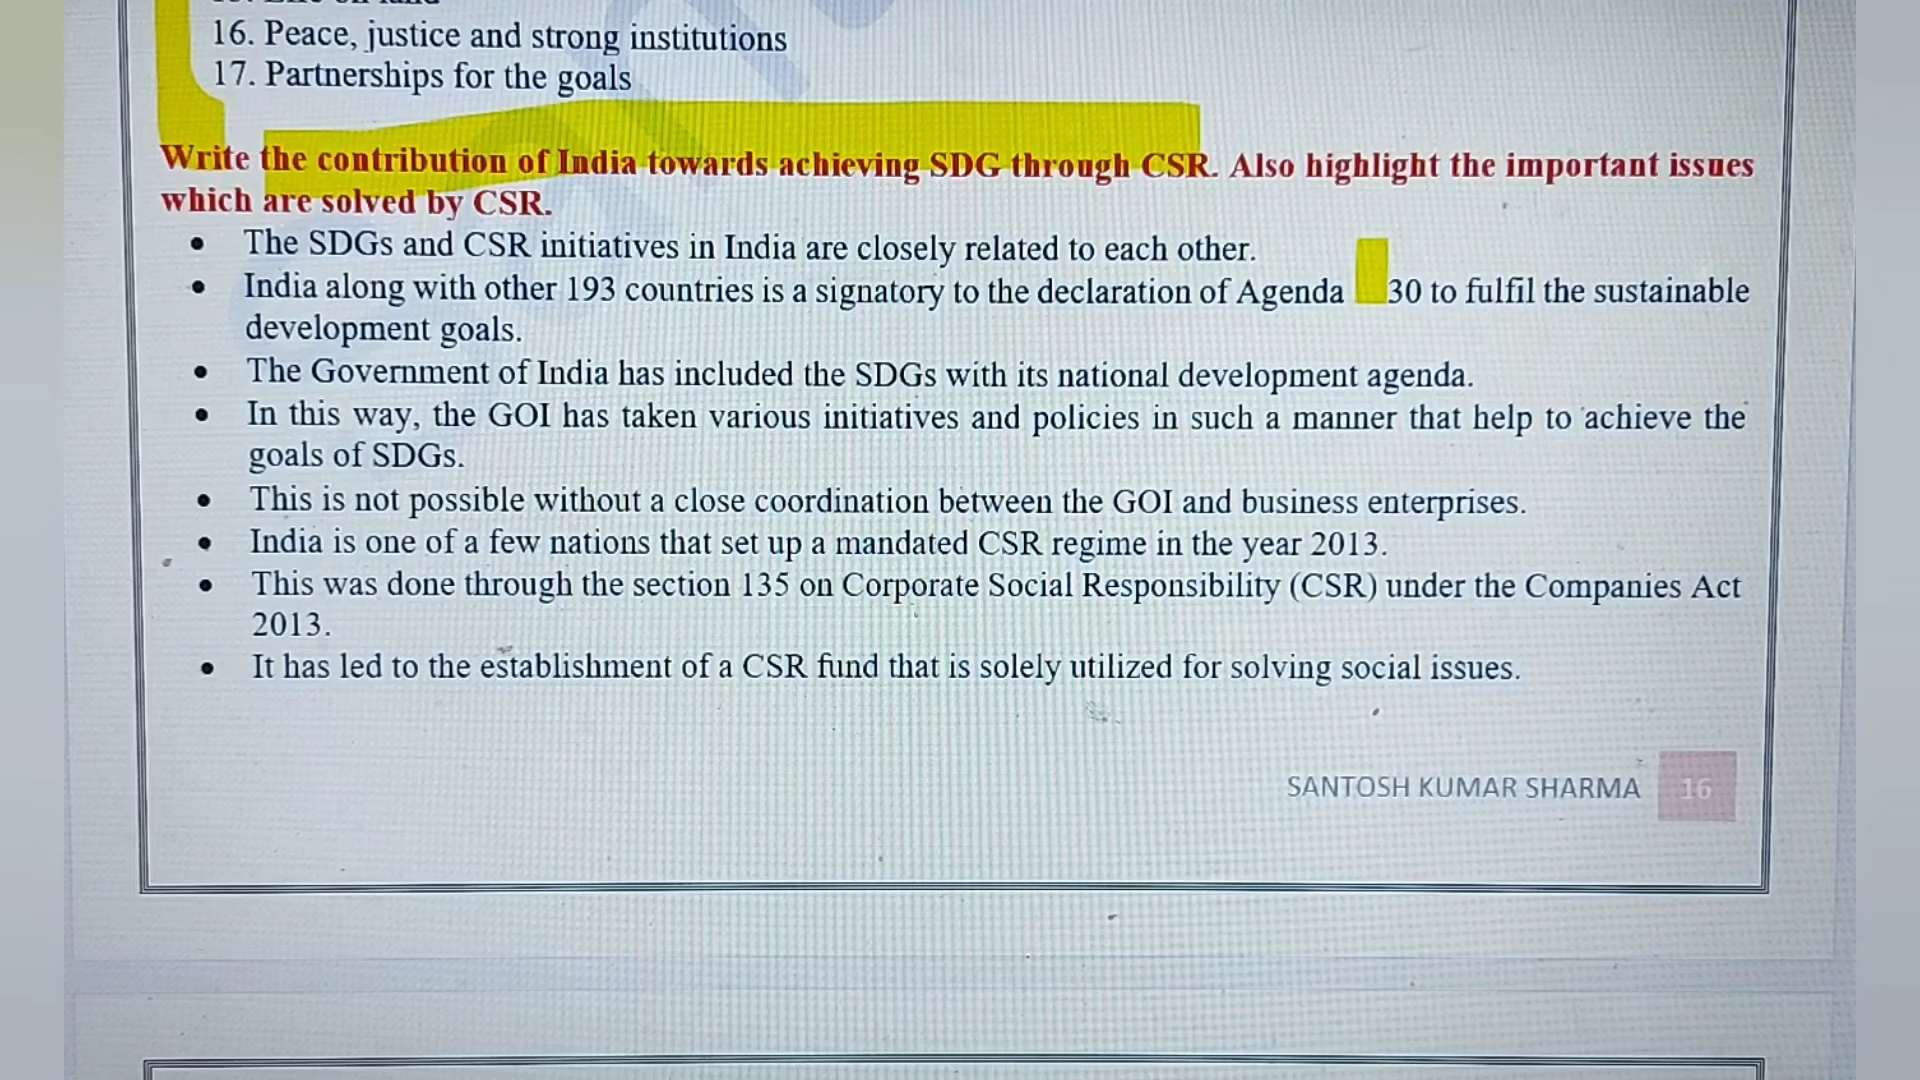 16. Peace, justice and strong institutions
17. Partnerships for the goals
Write the contribution of India towards achieving SDG through CSR. Also highlight the important issues
which are solved by CSR.
• The SDGs and CSR initiatives in India are closely related to each other.
• India along with other 193 countries is a signatory to the declaration of Agenda 30 to fulfil the sustainable
development goals.
• The Government of India has included the SDGs with its national development agenda.
• In this way, the GOI has taken various initiatives and policies in such a manner that help to achieve the
goals of SDGs.
• This is not possible without a close coordination between the GOI and business enterprises.
• India is one of a few nations that set up a mandated CSR regime in the year 2013.
• This was done through the section 135 on Corporate Social Responsibility (CSR) under the Companies Act
2013.
• It has led to the establishment of a CSR fund that is solely utilized for solving social issues.
SANTOSH KUMAR SHARMA 16